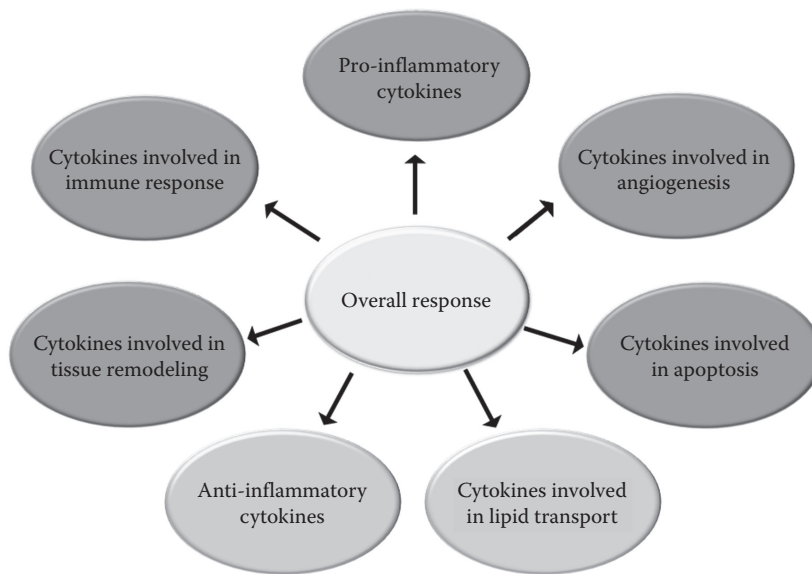 Pro-inflammatory
cytokines
Cytokines involved in
immune response
Cytokines involved in
angiogenesis
Overall response
Cytokines involved in
tissue remodeling
Cytokines involved
in apoptosis
Anti-inflammatory
cytokines
Cytokines involved
in lipid transport